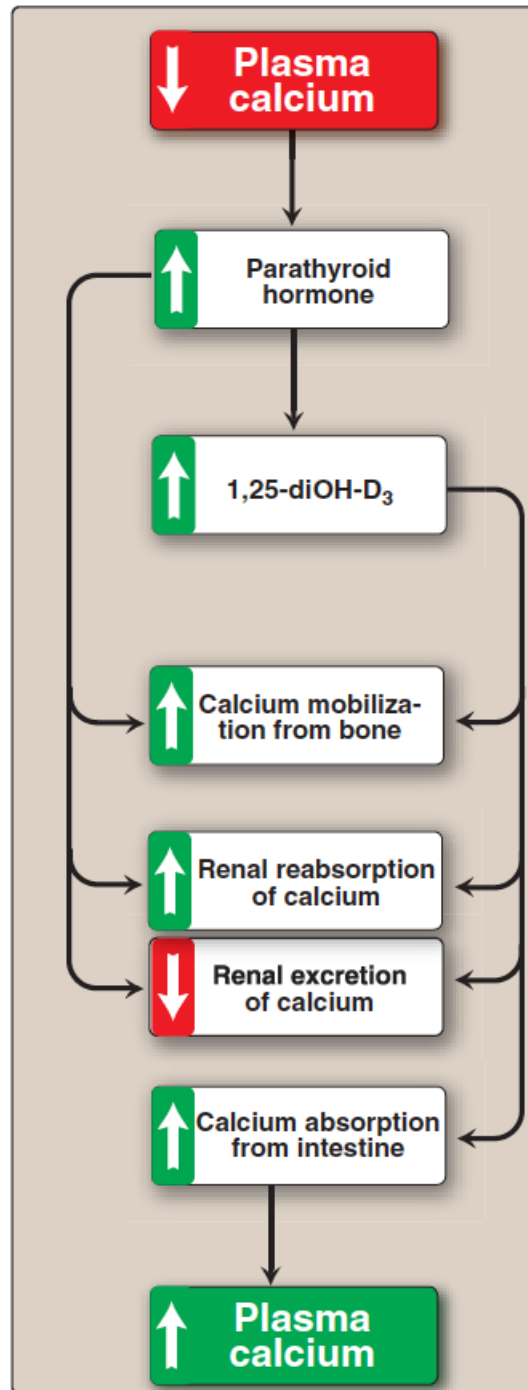 Plasma
calcium
Parathyroid
hormone
1,25-diOH-D₃
Calcium mobiliza-
tion from bone
Renal reabsorption
of calcium
Renal excretion
of calcium
Calcium absorption
from intestine
Plasma
calcium